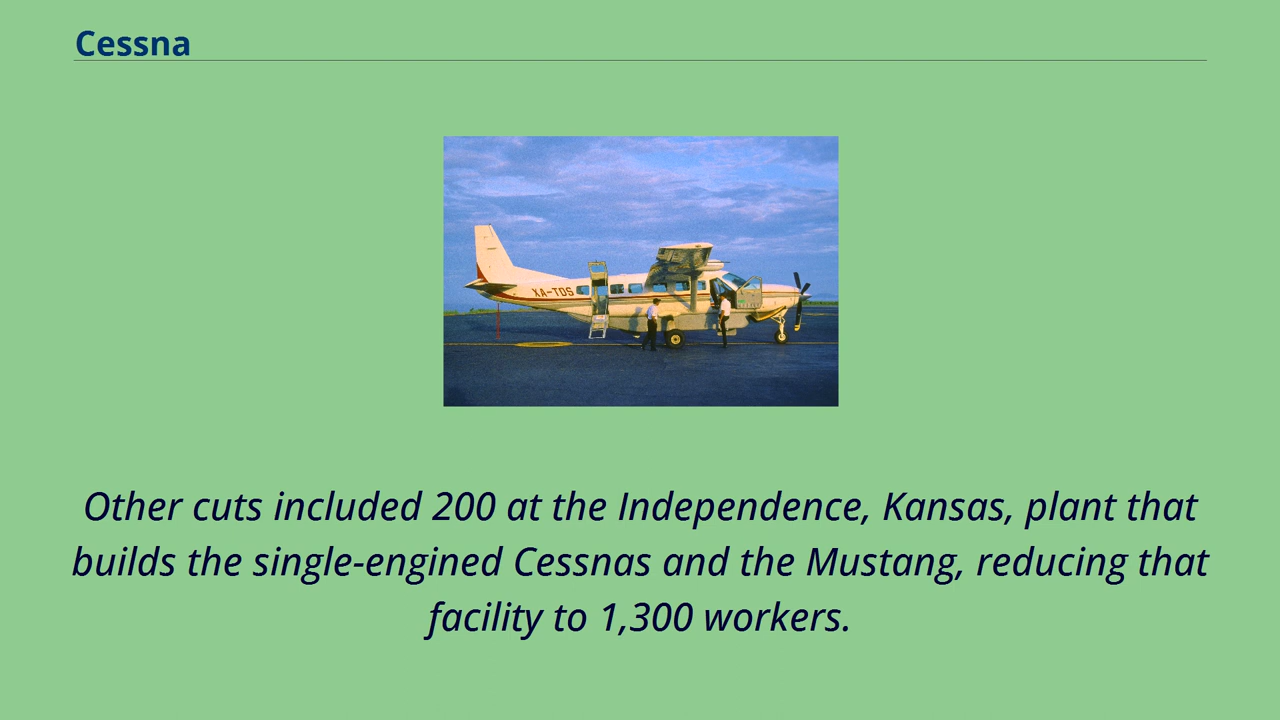 Cessna
XA-TDS
Other cuts included 200 at the Independence, Kansas, plant that
builds the single-engined Cessnas and the Mustang, reducing that
facility to 1,300 workers.